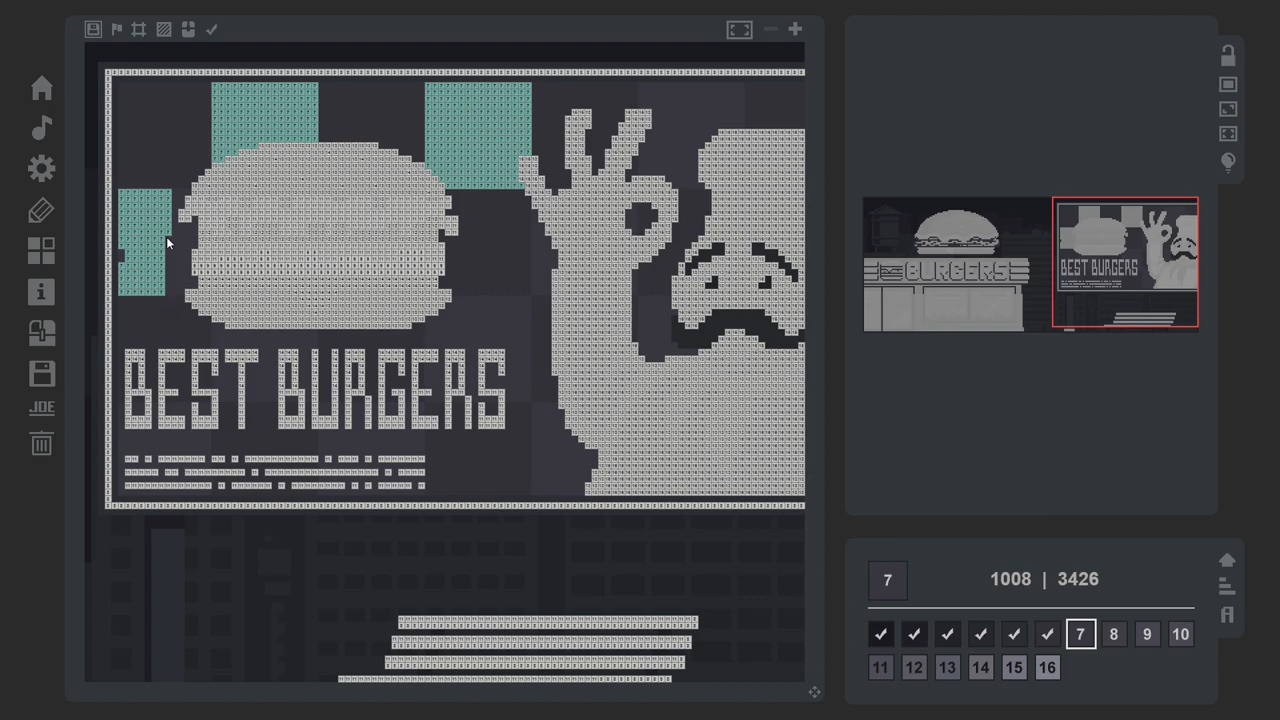 BURGERS
BEST BURGERS
BEST BURGERS
JOE
7
1008 | 3426
7 8 9 10
11 12 13 14 15 16